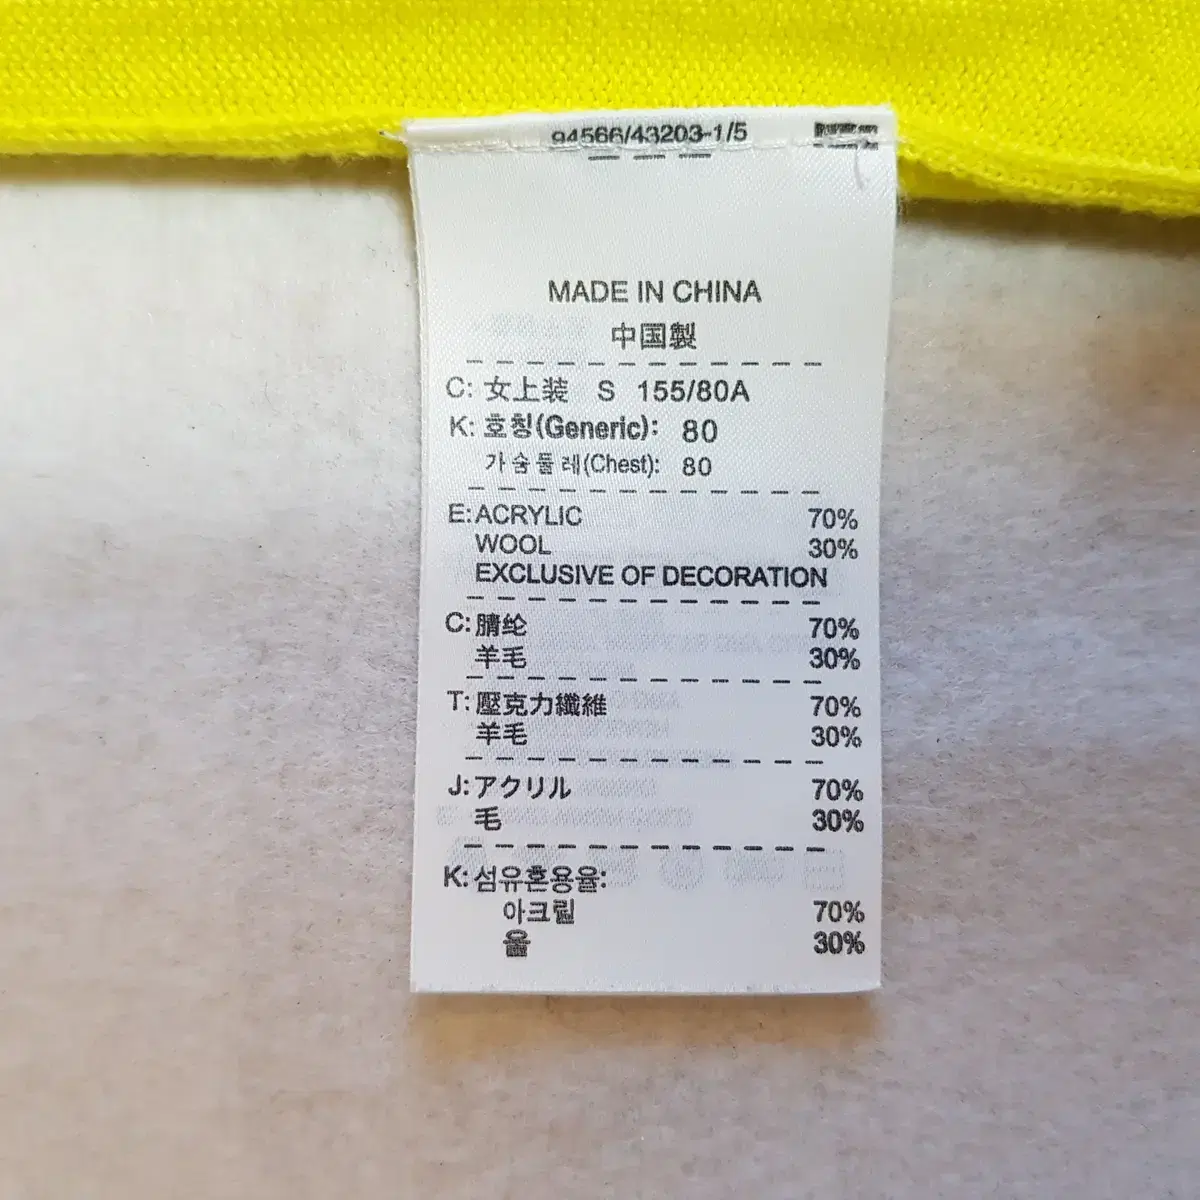 94566/43203-1/5
MADE IN CHINA
中国製
C: 女上装 S 155/80A
K: 호칭(Generic): 80
가슴둘레(Chest): 80
E: ACRYLIC 70%
WOOL 30%
EXCLUSIVE OF DECORATION
C: 腈纶 70%
羊毛 30%
T: 壓克力纖維 70%
羊毛 30%
J: アクリル 70%
毛 30%
K: 섬유혼용율:
아크릴 70%
울 30%